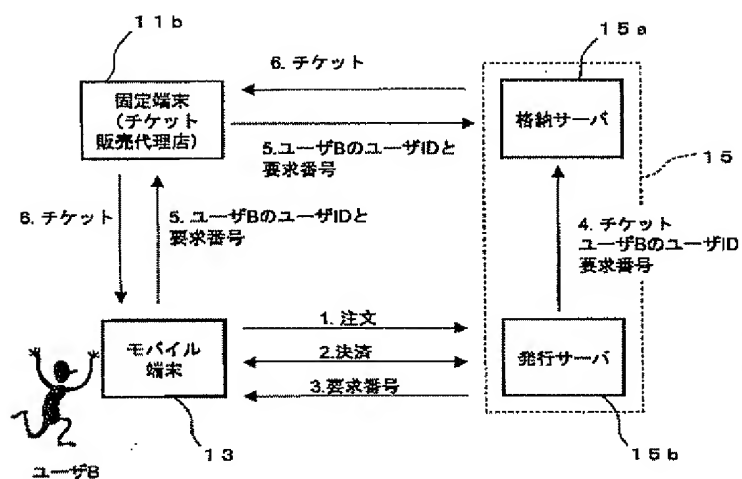 11b
15a
6. チケット
固定端末
(チケット
販売代理店)
格納サーバ
5.ユーザBのユーザIDと
要求番号
15
6. チケット
5. ユーザBのユーザIDと
要求番号
4. チケット
ユーザBのユーザID
要求番号
1. 注文
モバイル
端末
2.決済
発行サーバ
3.要求番号
13
15b
ユーザB